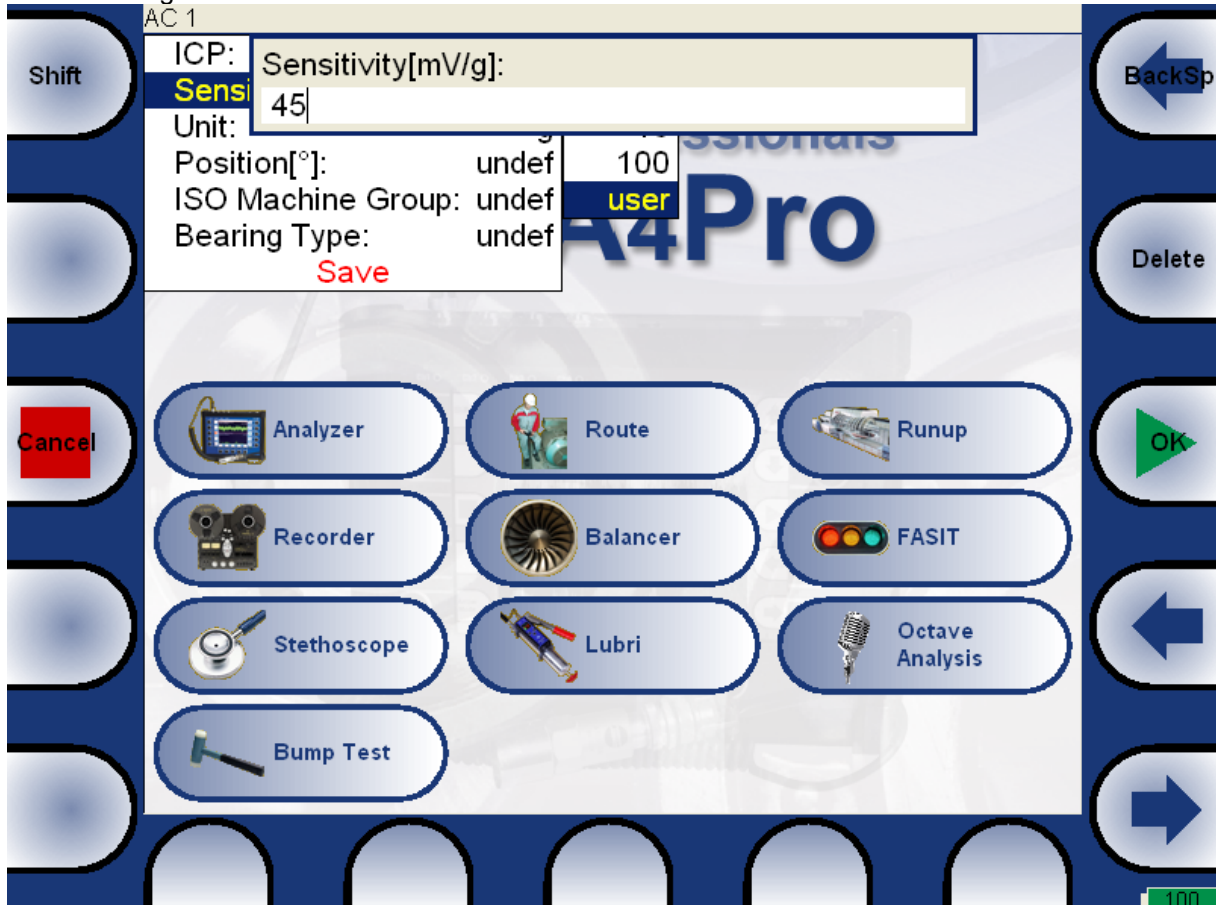 AC 1
Shift
ICP:
Sensi
Sensitivity[mV/g]:
45
BackSp
Unit:
ssionals
Position[°]: undef 100
ISO Machine Group: undef user
Bearing Type: undef
A4Pro
Save
Delete
Cancel
Analyzer
Route
Runup
OK
Recorder
Balancer
FASIT
Stethoscope
Lubri
Octave
Analysis
Bump Test
100